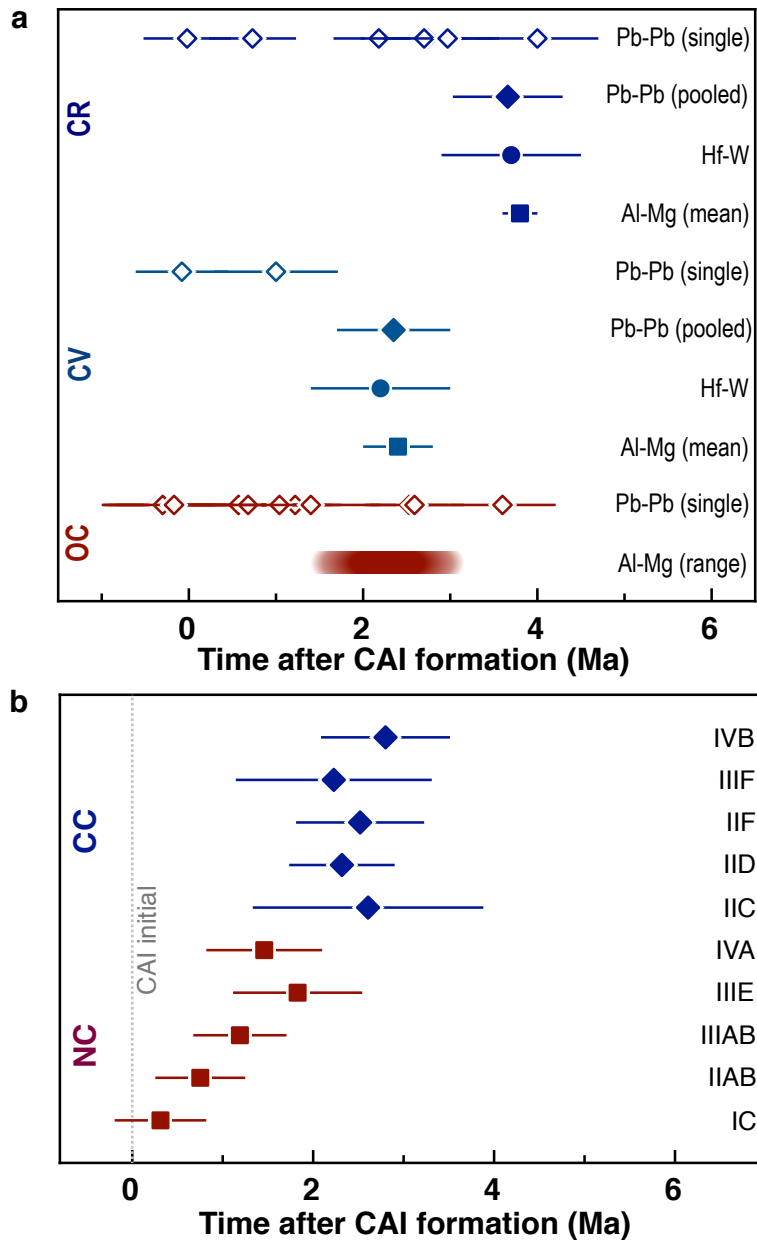 a
CR
Pb-Pb (single)
Pb-Pb (pooled)
Hf-W
Al-Mg (mean)
CV
Pb-Pb (single)
Pb-Pb (pooled)
Hf-W
Al-Mg (mean)
OC
Pb-Pb (single)
Al-Mg (range)
0 2 4 6
Time after CAI formation (Ma)
b
CC
IVB
IIIF
IIF
IID
IIC
CAI initial
NC
IVA
IIIE
IIIAB
IIAB
IC
0 2 4 6
Time after CAI formation (Ma)